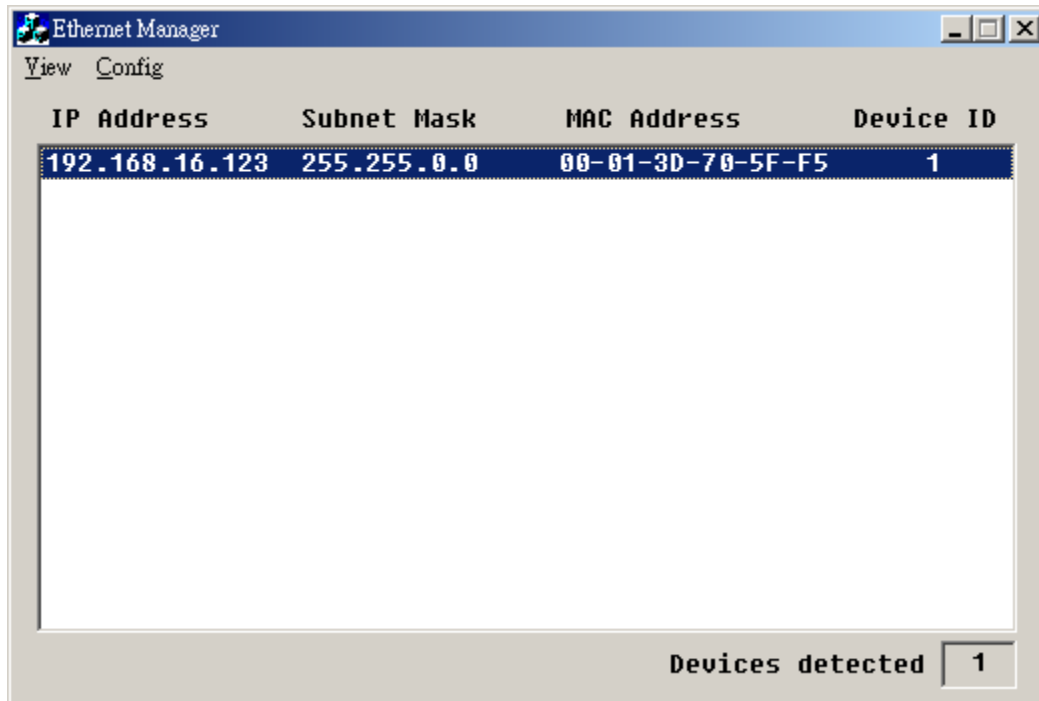 Ethernet Manager
View Config
IP Address Subnet Mask MAC Address Device ID
192.168.16.123 255.255.0.0 00-01-3D-70-5F-F5 1
Devices detected 1